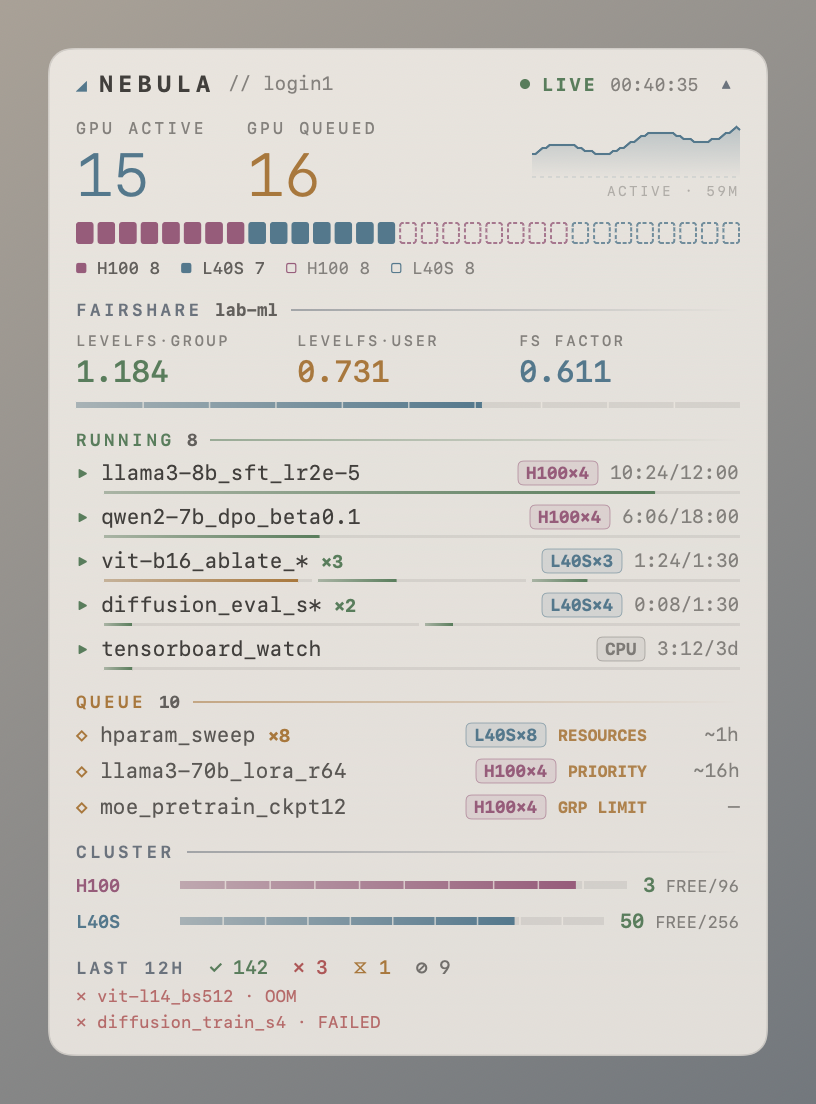 NEBULA // login1 LIVE 00:40:35
GPU ACTIVE GPU QUEUED
15 16
ACTIVE · 59M
H100 8 L40S 7 H100 8 L40S 8
FAIRSHARE lab-ml
LEVELFS·GROUP LEVELFS·USER FS FACTOR
1.184 0.731 0.611
RUNNING 8
llama3-8b_sft_lr2e-5 H100×4 10:24/12:00
qwen2-7b_dpo_beta0.1 H100×4 6:06/18:00
vit-b16_ablate_* ×3 L40S×3 1:24/1:30
diffusion_eval_s* ×2 L40S×4 0:08/1:30
tensorboard_watch CPU 3:12/3d
QUEUE 10
hparam_sweep ×8 L40S×8 RESOURCES ~1h
llama3-70b_lora_r64 H100×4 PRIORITY ~16h
moe_pretrain_ckpt12 H100×4 GRP LIMIT —
CLUSTER
H100 3 FREE/96
L40S 50 FREE/256
LAST 12H ✓ 142 × 3 ⧖ 1 ⊘ 9
× vit-l14_bs512 · OOM
× diffusion_train_s4 · FAILED